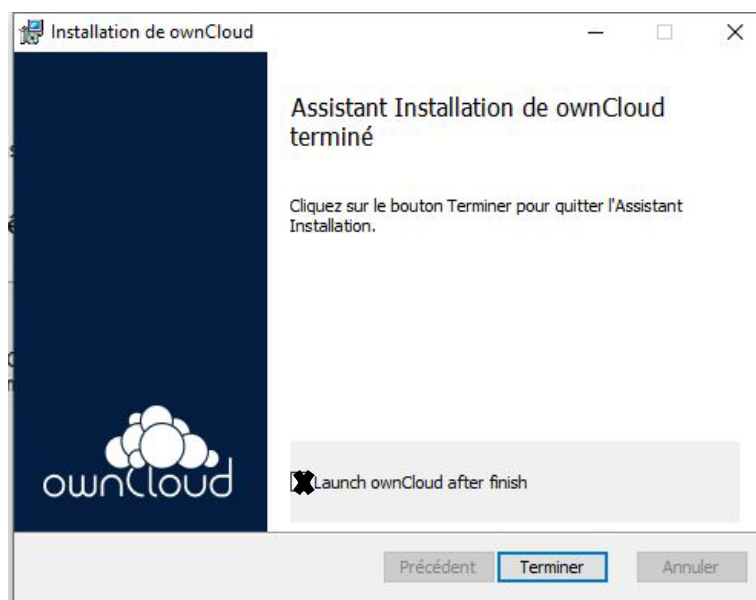 Installation de ownCloud
Assistant Installation de ownCloud
terminé
Cliquez sur le bouton Terminer pour quitter l'Assistant
Installation.
ownCloud
Launch ownCloud after finish
Précédent
Terminer
Annuler